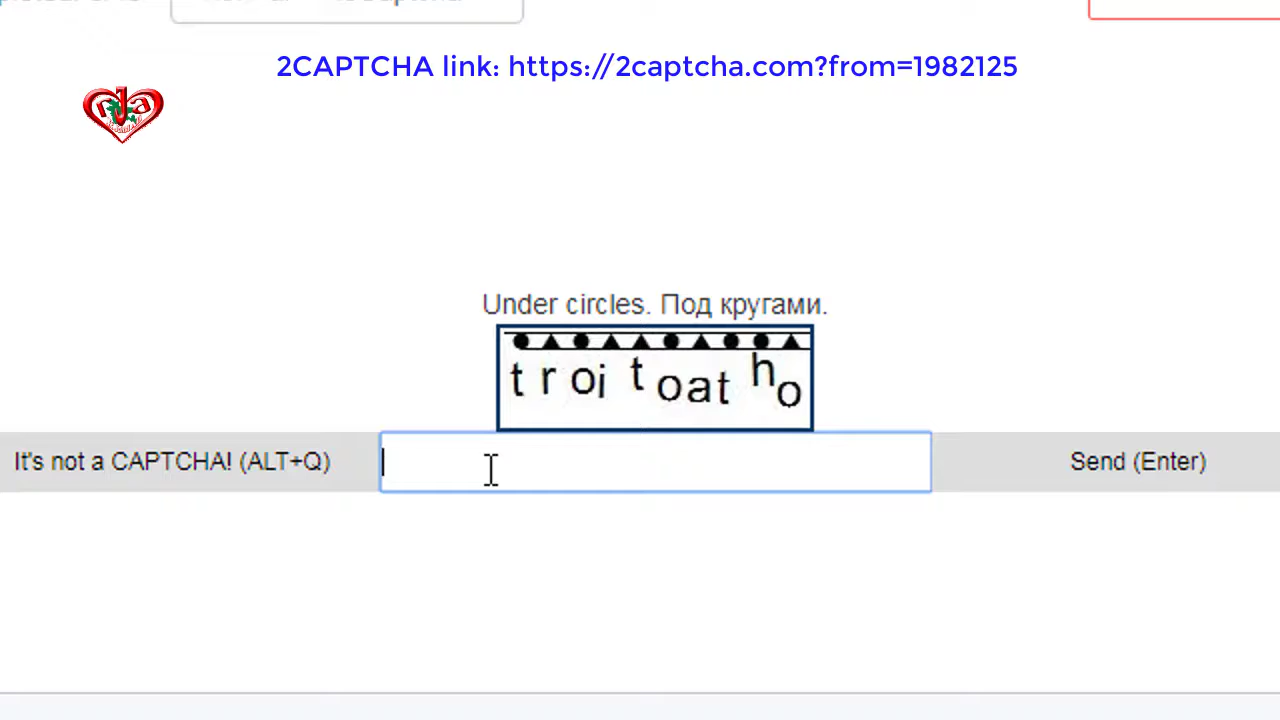 2CAPTCHA link: https://2captcha.com?from=1982125
Under circles. Под кругами.
t r oi t oat ho
It's not a CAPTCHA! (ALT+Q)
Send (Enter)